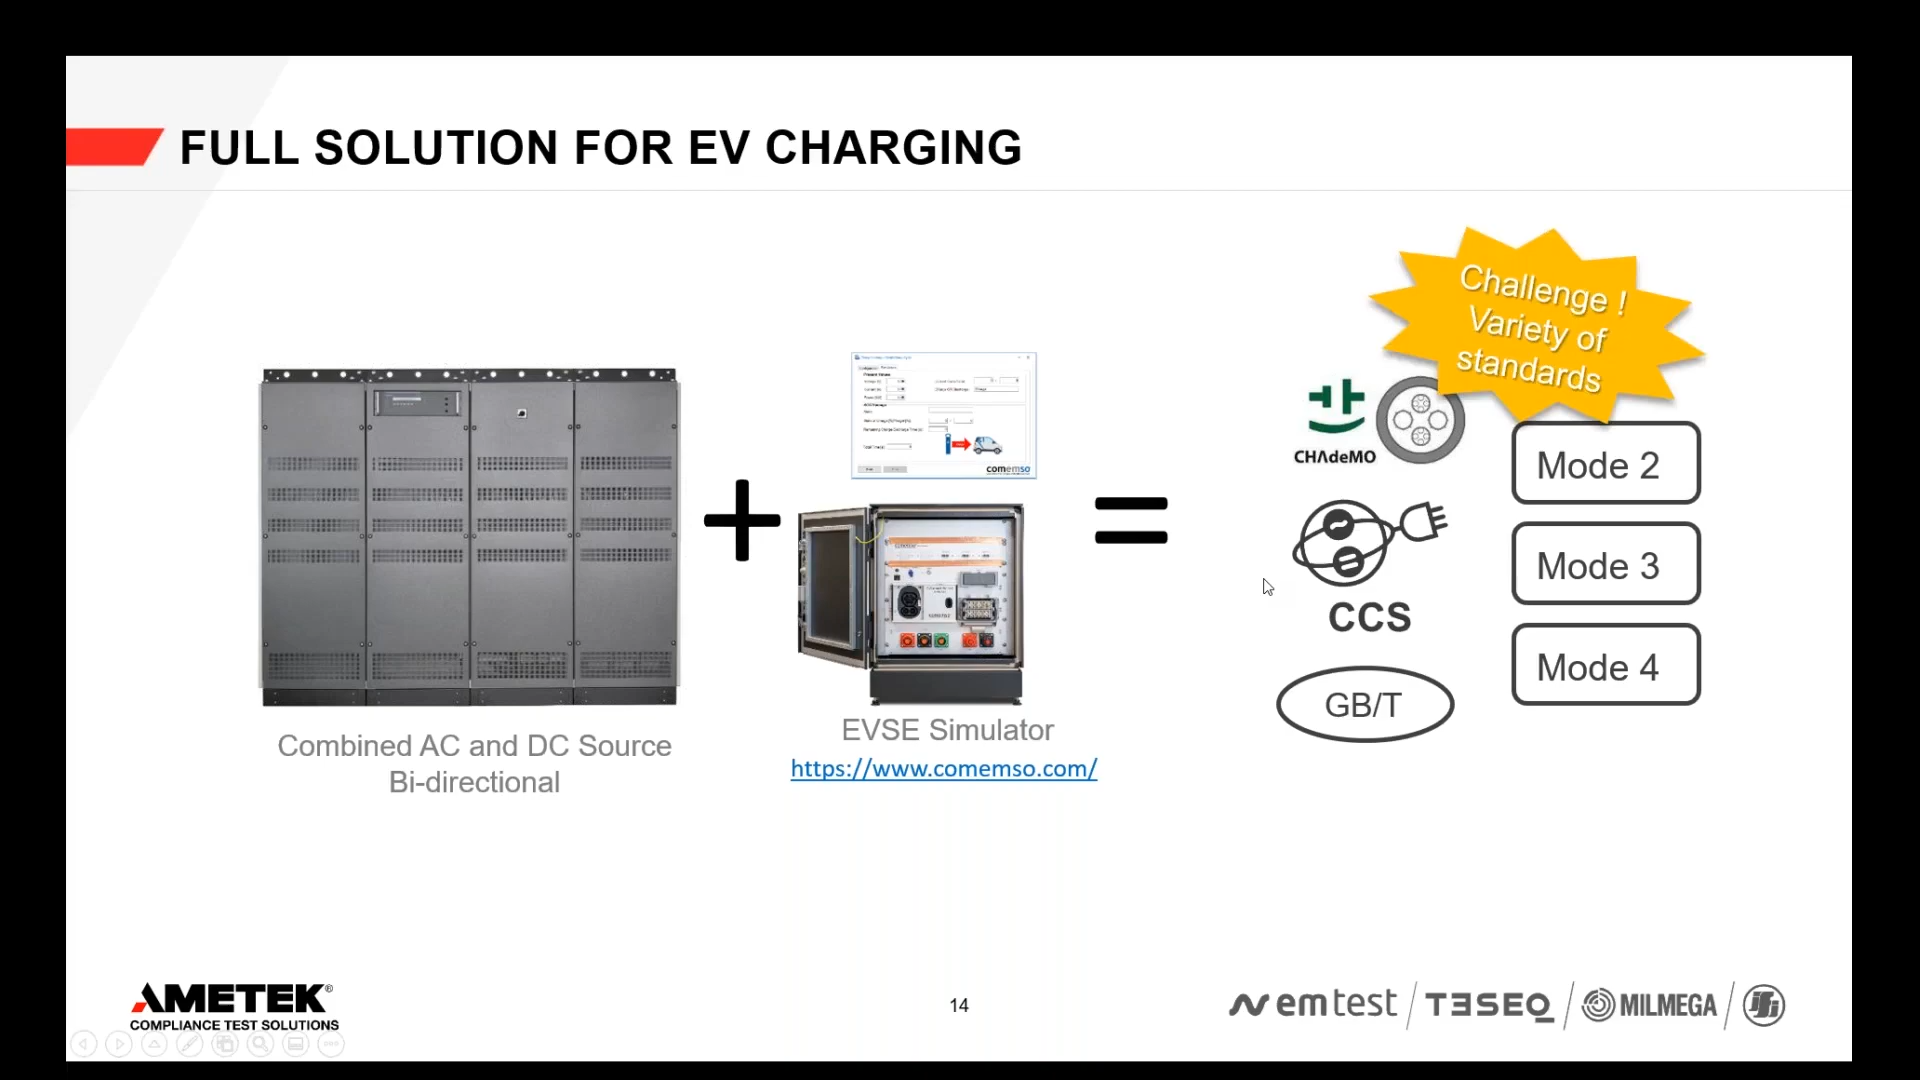 FULL SOLUTION FOR EV CHARGING
Challenge !
Variety of
standards
CHΛdeMO
Mode 2
Mode 3
CCS
Mode 4
GB/T
comemso
EVSE Simulator
https://www.comemso.com/
Combined AC and DC Source
Bi-directional
AMETEK®
COMPLIANCE TEST SOLUTIONS
14
emtest
TESEQ
MILMEGA